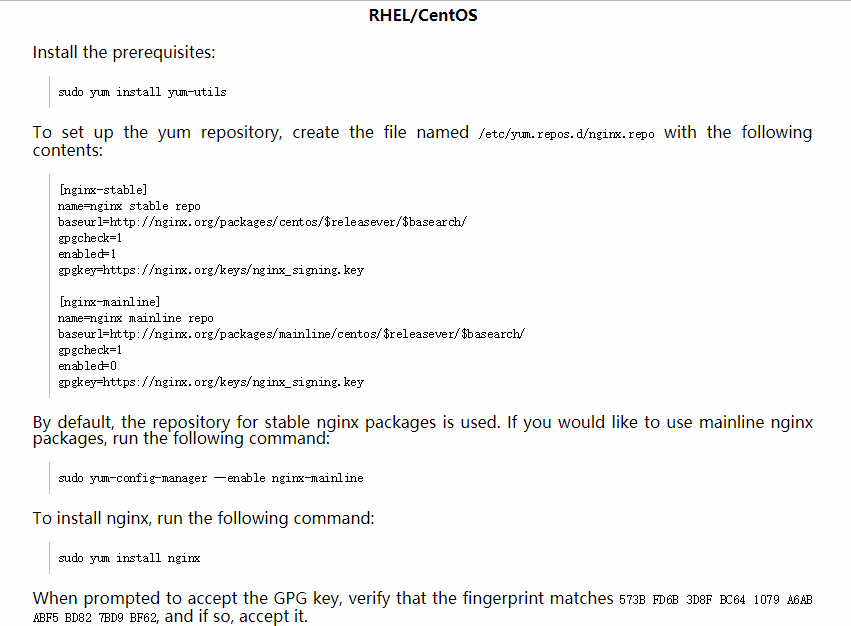 RHEL/CentOS
Install the prerequisites:
sudo yum install yum-utils
To set up the yum repository, create the file named /etc/yum.repos.d/nginx.repo with the following
contents:
[nginx-stable]
name=nginx stable repo
baseurl=http://nginx.org/packages/centos/$releasever/$basearch/
gpgcheck=1
enabled=1
gpgkey=https://nginx.org/keys/nginx_signing.key
[nginx-mainline]
name=nginx mainline repo
baseurl=http://nginx.org/packages/mainline/centos/$releasever/$basearch/
gpgcheck=1
enabled=0
gpgkey=https://nginx.org/keys/nginx_signing.key
By default, the repository for stable nginx packages is used. If you would like to use mainline nginx
packages, run the following command:
sudo yum-config-manager --enable nginx-mainline
To install nginx, run the following command:
sudo yum install nginx
When prompted to accept the GPG key, verify that the fingerprint matches 573B FD6B 3D8F BC64 1079 A6AB
ABF5 BD82 7BD9 BF62, and if so, accept it.